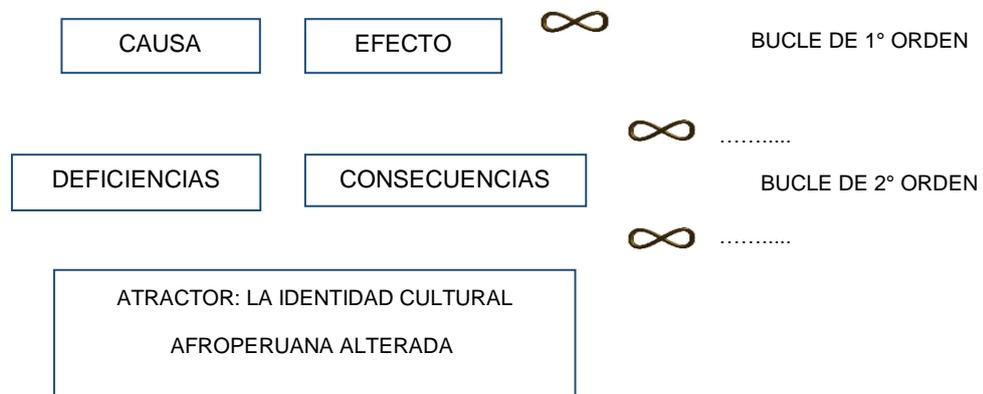 CAUSA
EFECTO
BUCLE DE 1° ORDEN
…….....
DEFICIENCIAS
CONSECUENCIAS
BUCLE DE 2° ORDEN
…….....
ATRACTOR: LA IDENTIDAD CULTURAL
AFROPERUANA ALTERADA